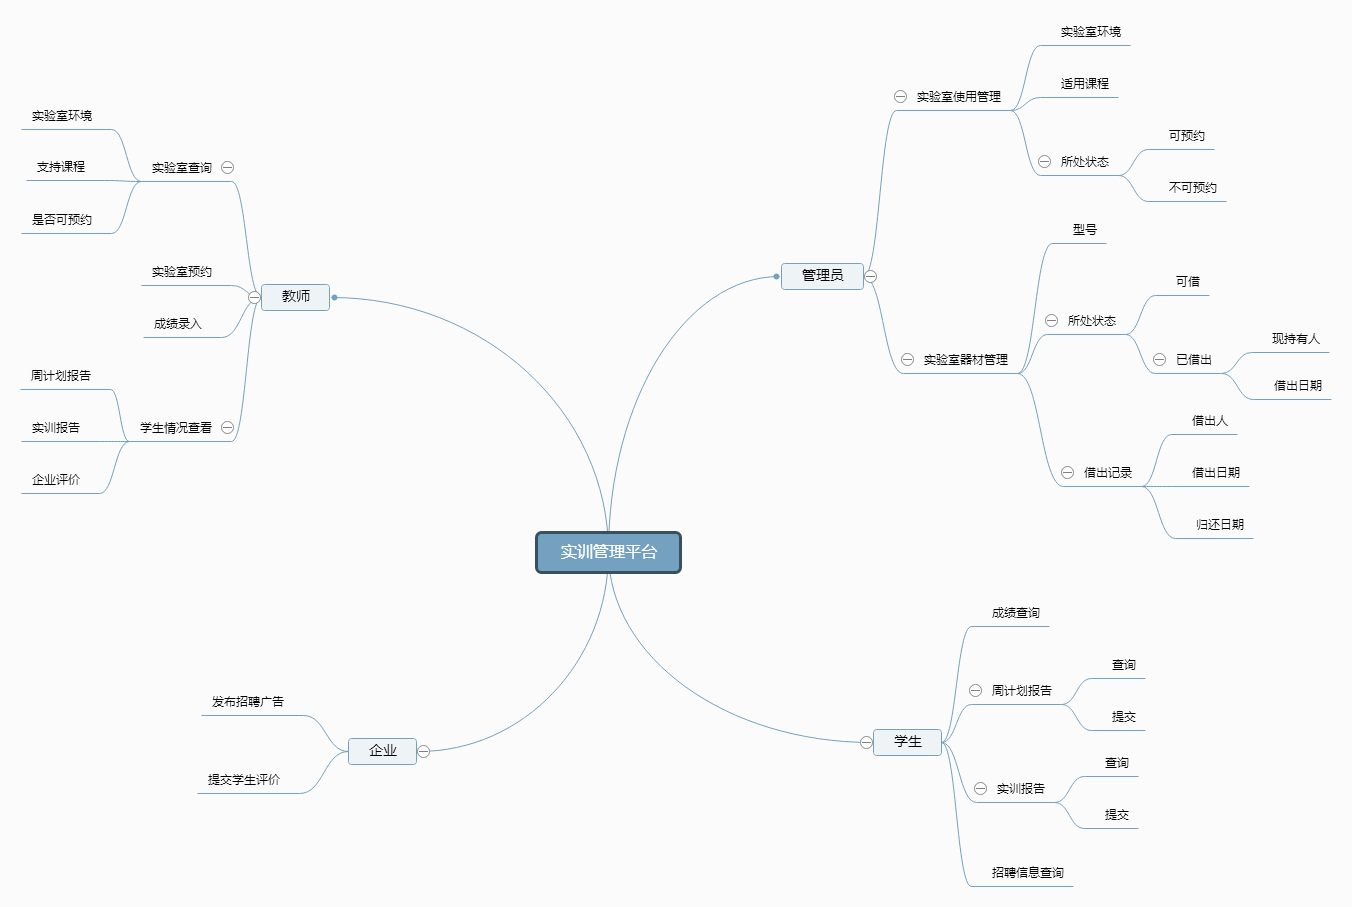 实训管理平台
管理员
实验室使用管理
实验室环境
适用课程
所处状态
可预约
不可预约
实验室器材管理
型号
所处状态
可借
已借出
现持有人
借出日期
借出记录
借出人
借出日期
归还日期
学生
成绩查询
周计划报告
查询
提交
实训报告
查询
提交
招聘信息查询
教师
实验室查询
实验室环境
支持课程
是否可预约
实验室预约
成绩录入
学生情况查看
周计划报告
实训报告
企业评价
企业
发布招聘广告
提交学生评价